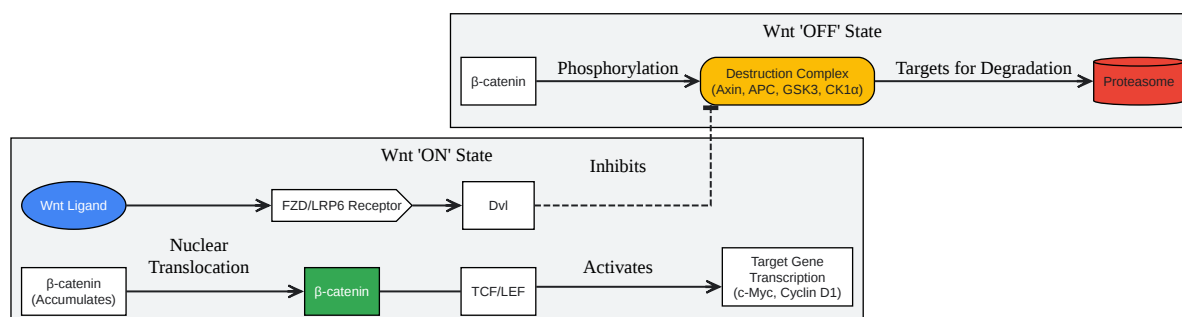 Wnt 'OFF' State
β-catenin
Phosphorylation
Destruction Complex
(Axin, APC, GSK3, CK1α)
Targets for Degradation
Proteasome
Wnt 'ON' State
Inhibits
Wnt Ligand
FZD/LRP6 Receptor
Dvl
Nuclear
Translocation
β-catenin
(Accumulates)
β-catenin
TCF/LEF
Activates
Target Gene
Transcription
(c-Myc, Cyclin D1)